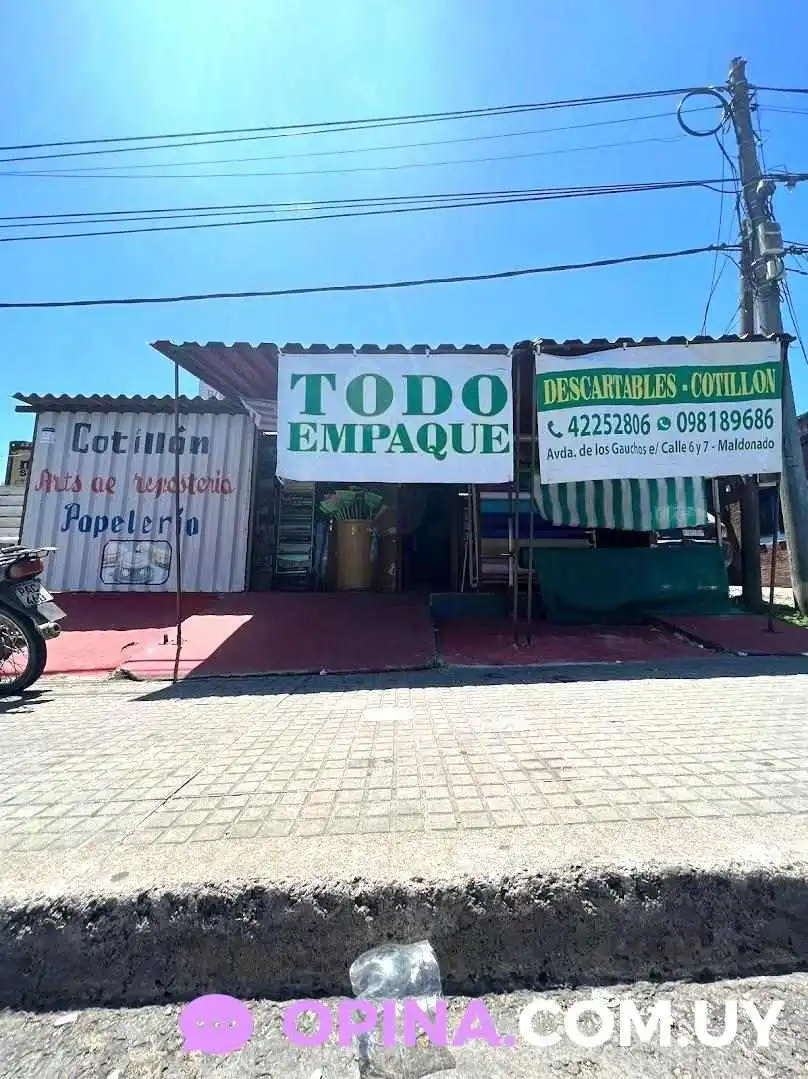 Cotillón
Arts de repostería
Papelería
TODO
EMPAQUE
DESCARTABLES - COTILLON
42252806 098189686
Avda. de los Gauchos e/ Calle 6 y 7 - Maldonado
OPINA.COM.UY